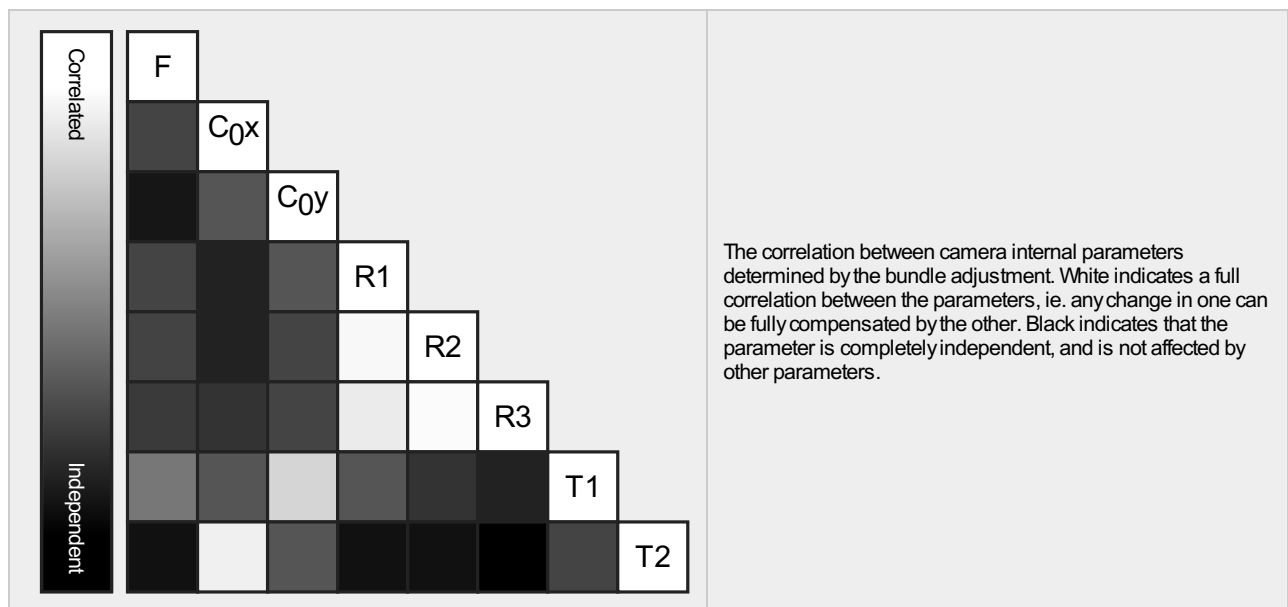 Correlated
Independent
F
C0x
C0y
R1
R2
R3
T1
T2
The correlation between camera internal parameters
determined by the bundle adjustment. White indicates a full
correlation between the parameters, ie. any change in one can
be fully compensated by the other. Black indicates that the
parameter is completely independent, and is not affected by
other parameters.